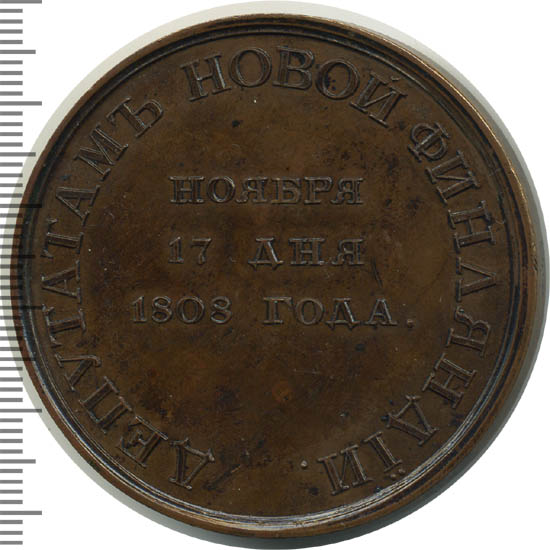 ДЕПУТАТАМЪ НОВОЙ ФИНЛЯНДІИ.
НОЯБРЯ
17 ДНЯ
1808 ГОДА.